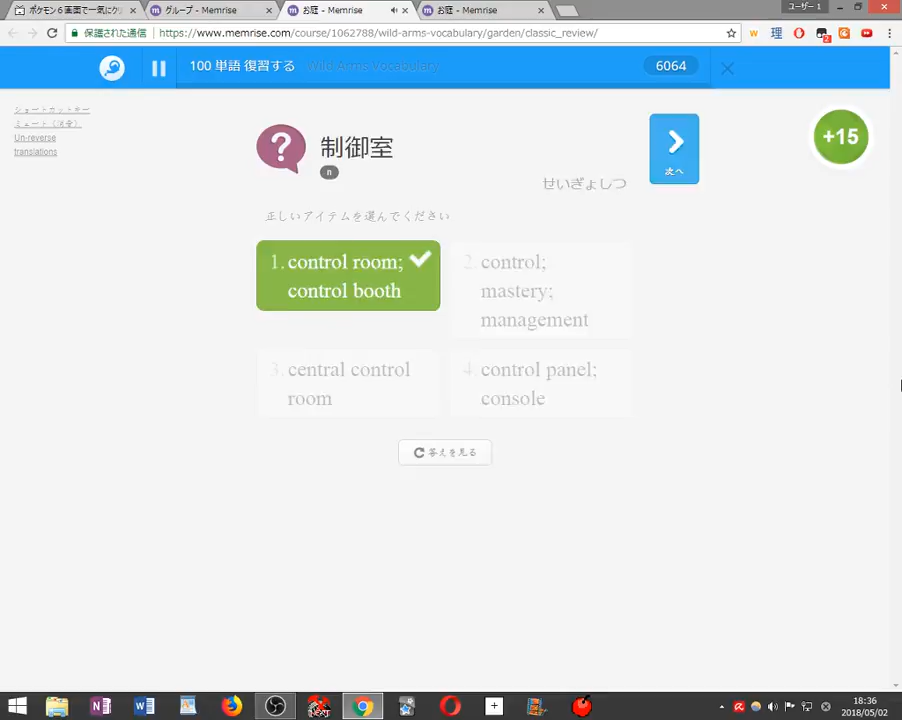 ポケモン6画面で一気にクリ
グループ - Memrise
お庭 - Memrise
お庭 - Memrise
ユーザー 1
保護された通信
https://www.memrise.com/course/1062788/wild-arms-vocabulary/garden/classic_review/
100 単語 復習する
Wild Arms Vocabulary
6064
ショートカットキー
ミュート (消音)
Un-reverse
translations
制御室
n
せいぎょしつ
次へ
+15
正しいアイテムを選んでください
1. control room;
control booth
2. control;
mastery;
management
3. central control
room
4. control panel;
console
答えを見る
18:36
2018/05/02